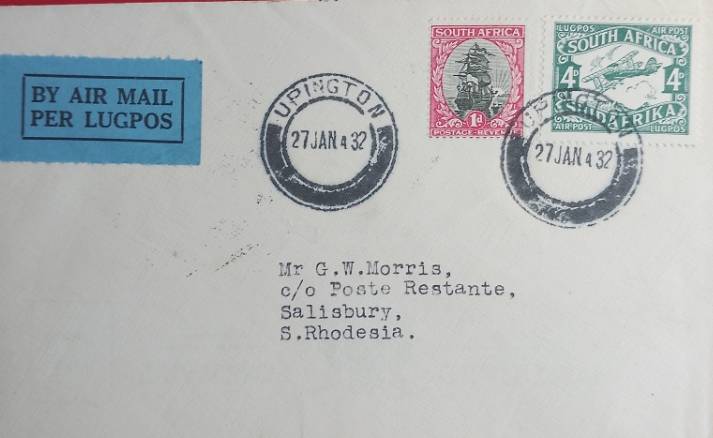 BY AIR MAIL
PER LUGPOS
SOUTH AFRICA
1d
POSTAGE-REVENUE
LUGPOS AIR POST
SOUTH AFRICA
4D 4D
SUIDAFRIKA
AIR POST LUGPOS
UPINGTON
27 JAN 4 32
UPINGTON
27 JAN 4 32
Mr G.W.Morris,
c/o Poste Restante,
Salisbury,
S.Rhodesia.